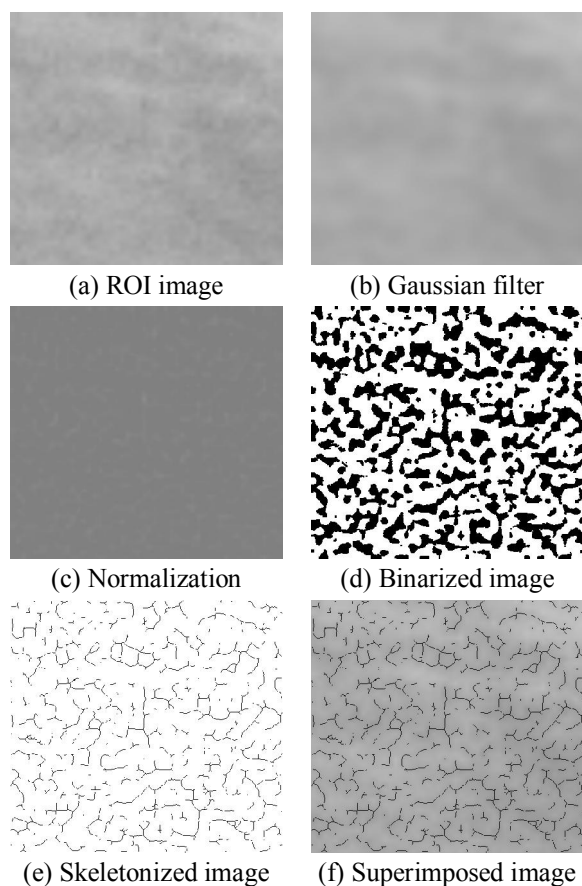 (a) ROI image
(b) Gaussian filter
(c) Normalization
(d) Binarized image
(e) Skeletonized image
(f) Superimposed image